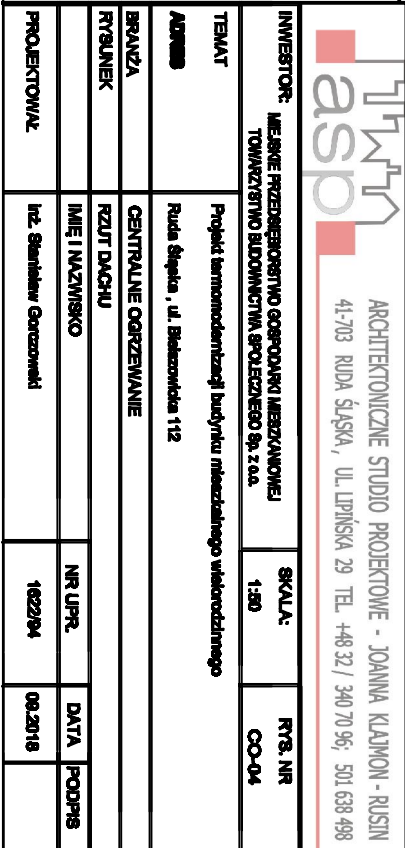 asp
ARCHITEKTONICZNE STUDIO PROJEKTOWE - JOANNA KLAJMON - RUSIN
41-703 RUDA ŚLĄSKA, UL. LIPIŃSKA 29 TEL. +48 32 / 340 70 96; 501 638 498
INWESTOR: MIEJSKIE PRZEDSIĘBIORSTWO GOSPODARKI MIESZKANIOWEJ
TOWARZYSTWO BUDOWNICTWA SPOŁECZNEGO Sp. z o.o.
SKALA:
1:50
RYS. NR
CO-04
TEMAT Projekt termomodernizacji budynku mieszkalnego wielorodzinnego
ADRES Ruda Śląska, ul. Bielszowicka 112
BRANŻA CENTRALNE OGRZEWANIE
RYSUNEK RZUT DACHU
IMIĘ I NAZWISKO NR UPR. DATA PODPIS
PROJEKTOWAŁ inż. Stanisław Gorczowski 1622/94 09.2018